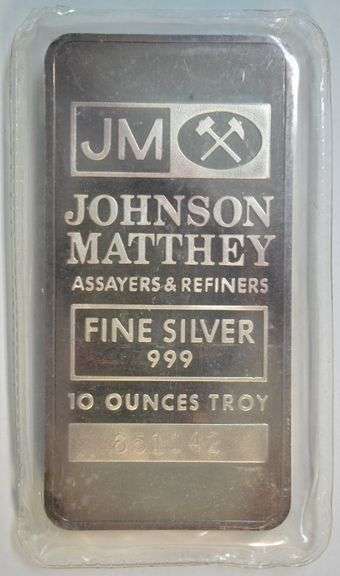 JM
JOHNSON
MATTHEY
ASSAYERS & REFINERS
FINE SILVER
999
10 OUNCES TROY